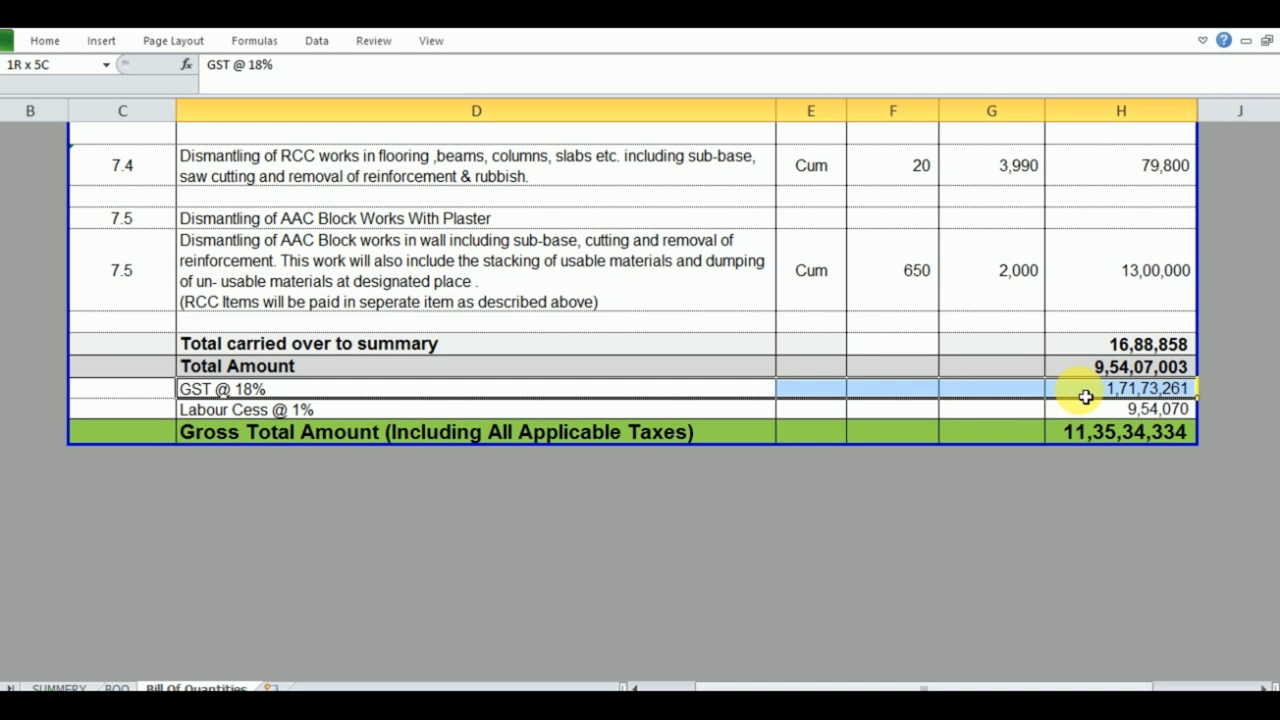 Home Insert Page Layout Formulas Data Review View
1R x 5C fx GST @ 18%
B C D E F G H J
7.4 Dismantling of RCC works in flooring ,beams, columns, slabs etc. including sub-base, Cum 20 3,990 79,800
saw cutting and removal of reinforcement & rubbish.
7.5 Dismantling of AAC Block Works With Plaster
Dismantling of AAC Block works in wall including sub-base, cutting and removal of
reinforcement. This work will also include the stacking of usable materials and dumping
7.5 of un- usable materials at designated place . Cum 650 2,000 13,00,000
(RCC Items will be paid in seperate item as described above)
Total carried over to summary 16,88,858
Total Amount 9,54,07,003
GST @ 18% 1,71,73,261
Labour Cess @ 1% 9,54,070
Gross Total Amount (Including All Applicable Taxes) 11,35,34,334
SUMMERY BOQ Bill Of Quantities